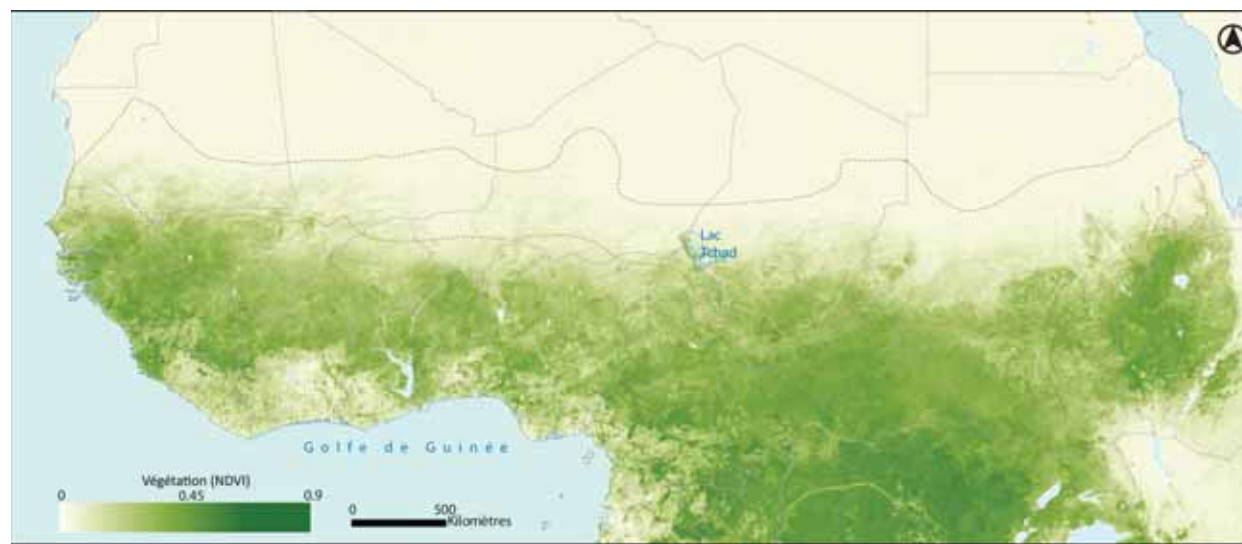 Lac
Tchad
Golfe de Guinée
Végétation (NDVI)
0 0.45 0.9
0 500
Kilomètres